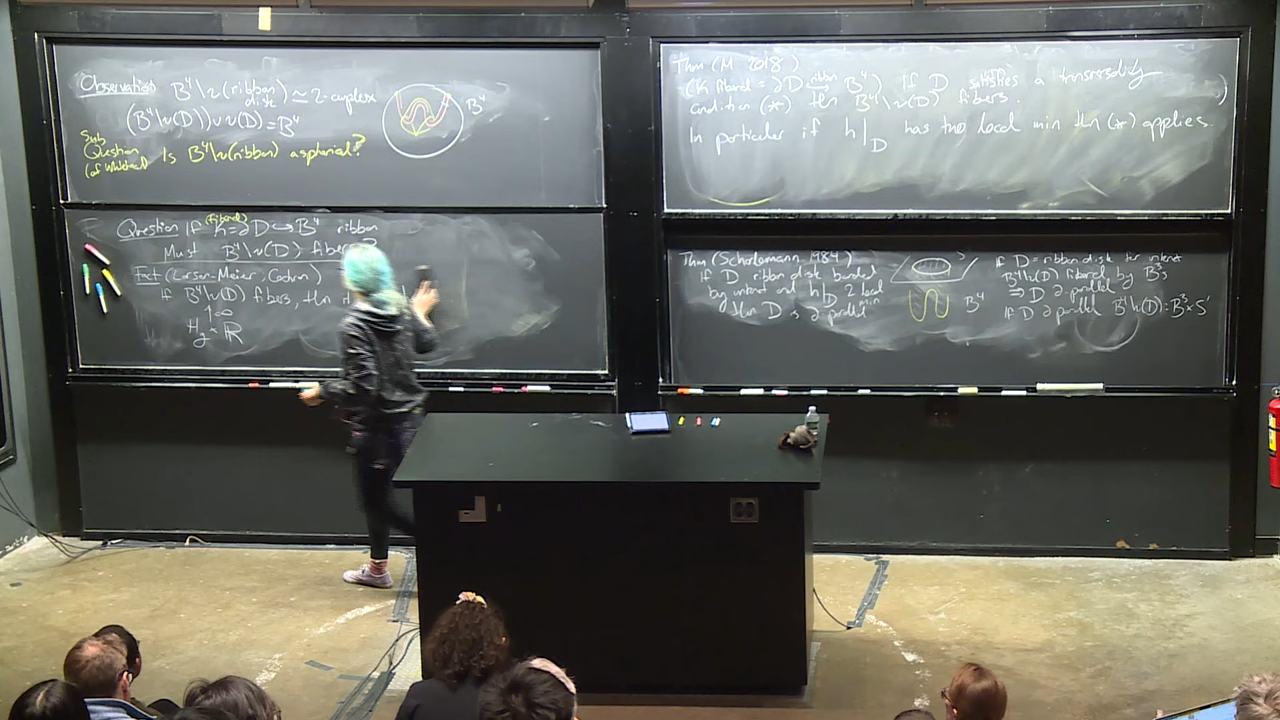 Observation B⁴\ν(ribbon disk) ≃ 2-complex
(B⁴\ν(D)) ∪ ν(D) = B⁴
B⁴
Sub Question Is B⁴\ν(ribbon) aspherical?
(of Whitehead)
Question If (fibered) K=∂D ↪ B⁴ ribbon
Must B⁴\ν(D) fibers?
Fact (Larson-Meier, Cochran)
If B⁴\ν(D) fibers, then
H_g × ℝ
Thm (M. 2018)
(K fibered = ∂D ribbon B⁴) If D satisfies a transversality
condition (*) then B⁴\ν(D) fibers.
In particular if h|_D has two local min then (*) applies.
Thm (Scharlemann 1984)
If D ribbon disk bounded
by unknot and h|_D 2 local min
then D is ∂ parallel
B⁴
If D = ribbon disk for unknot
B⁴\ν(D) fibered by B³s
⇒ D ∂ parallel
If D ∂ parallel B⁴\ν(D) = B³ × S¹